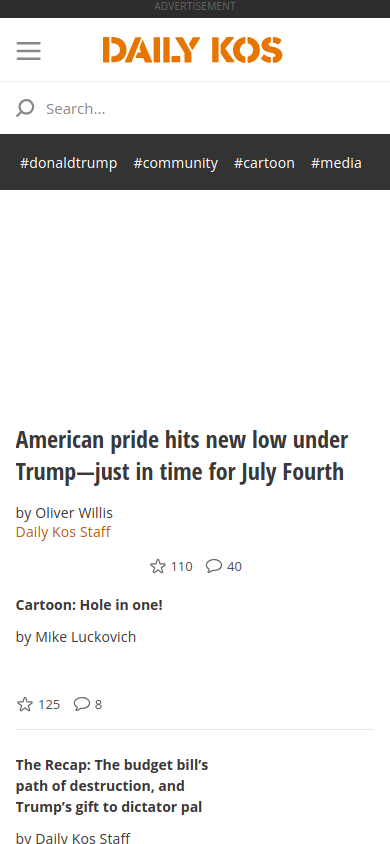 ADVERTISEMENT
DAILY KOS
Search...
#donaldtrump #community #cartoon #media
American pride hits new low under
Trump—just in time for July Fourth
by Oliver Willis
Daily Kos Staff
110 40
Cartoon: Hole in one!
by Mike Luckovich
125 8
The Recap: The budget bill’s
path of destruction, and
Trump’s gift to dictator pal
by Daily Kos Staff